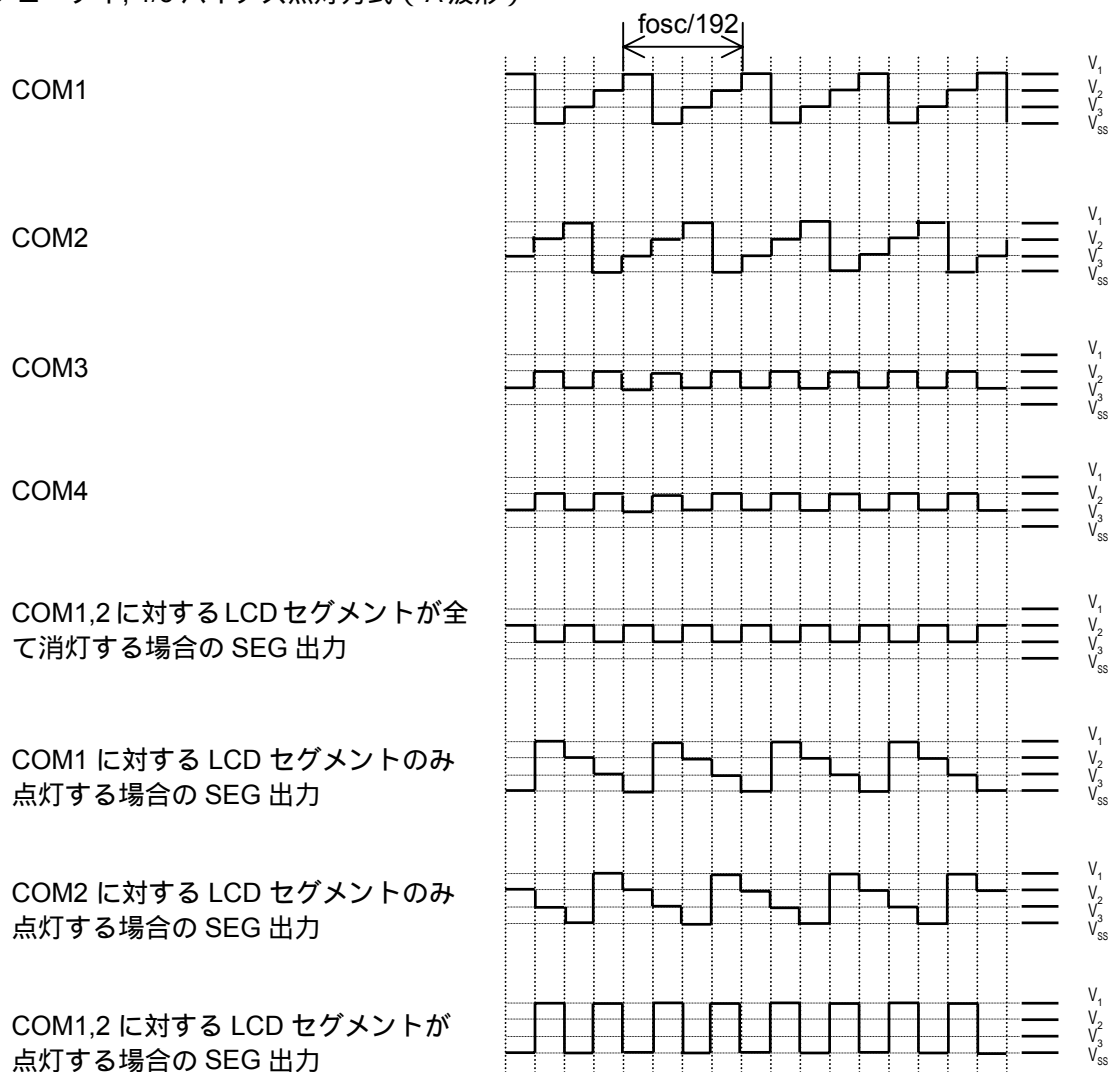 fosc/192
COM1
V1
V2
V3
VSS
COM2
V1
V2
V3
VSS
COM3
V1
V2
V3
VSS
COM4
V1
V2
V3
VSS
COM1,2に対するLCDセグメントが全
て消灯する場合の SEG 出力
V1
V2
V3
VSS
COM1 に対する LCD セグメントのみ
点灯する場合の SEG 出力
V1
V2
V3
VSS
COM2 に対する LCD セグメントのみ
点灯する場合の SEG 出力
V1
V2
V3
VSS
COM1,2 に対する LCD セグメントが
点灯する場合の SEG 出力
V1
V2
V3
VSS